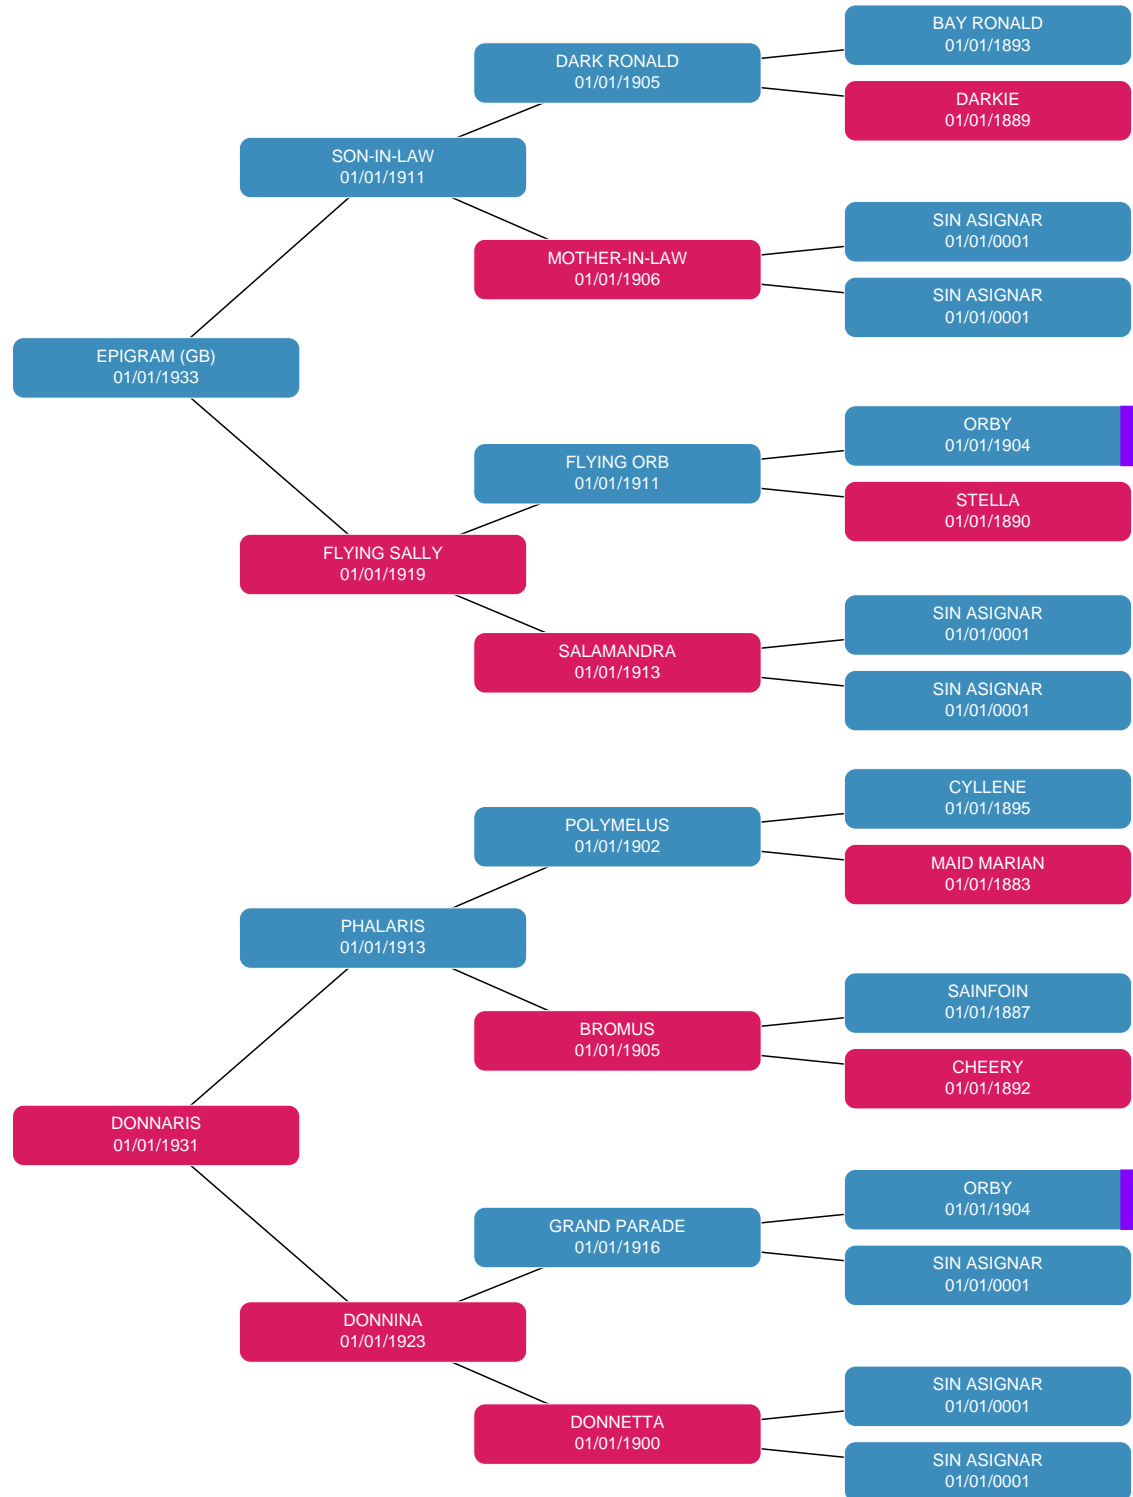 BAY RONALD
01/01/1893
DARK RONALD
01/01/1905
DARKIE
01/01/1889
SON-IN-LAW
01/01/1911
SIN ASIGNAR
01/01/0001
MOTHER-IN-LAW
01/01/1906
SIN ASIGNAR
01/01/0001
EPIGRAM (GB)
01/01/1933
ORBY
01/01/1904
FLYING ORB
01/01/1911
STELLA
01/01/1890
FLYING SALLY
01/01/1919
SIN ASIGNAR
01/01/0001
SALAMANDRA
01/01/1913
SIN ASIGNAR
01/01/0001
CYLLENE
01/01/1895
POLYMELUS
01/01/1902
MAID MARIAN
01/01/1883
PHALARIS
01/01/1913
SAINFOIN
01/01/1887
BROMUS
01/01/1905
CHEERY
01/01/1892
DONNARIS
01/01/1931
ORBY
01/01/1904
GRAND PARADE
01/01/1916
SIN ASIGNAR
01/01/0001
DONNINA
01/01/1923
SIN ASIGNAR
01/01/0001
DONNETTA
01/01/1900
SIN ASIGNAR
01/01/0001